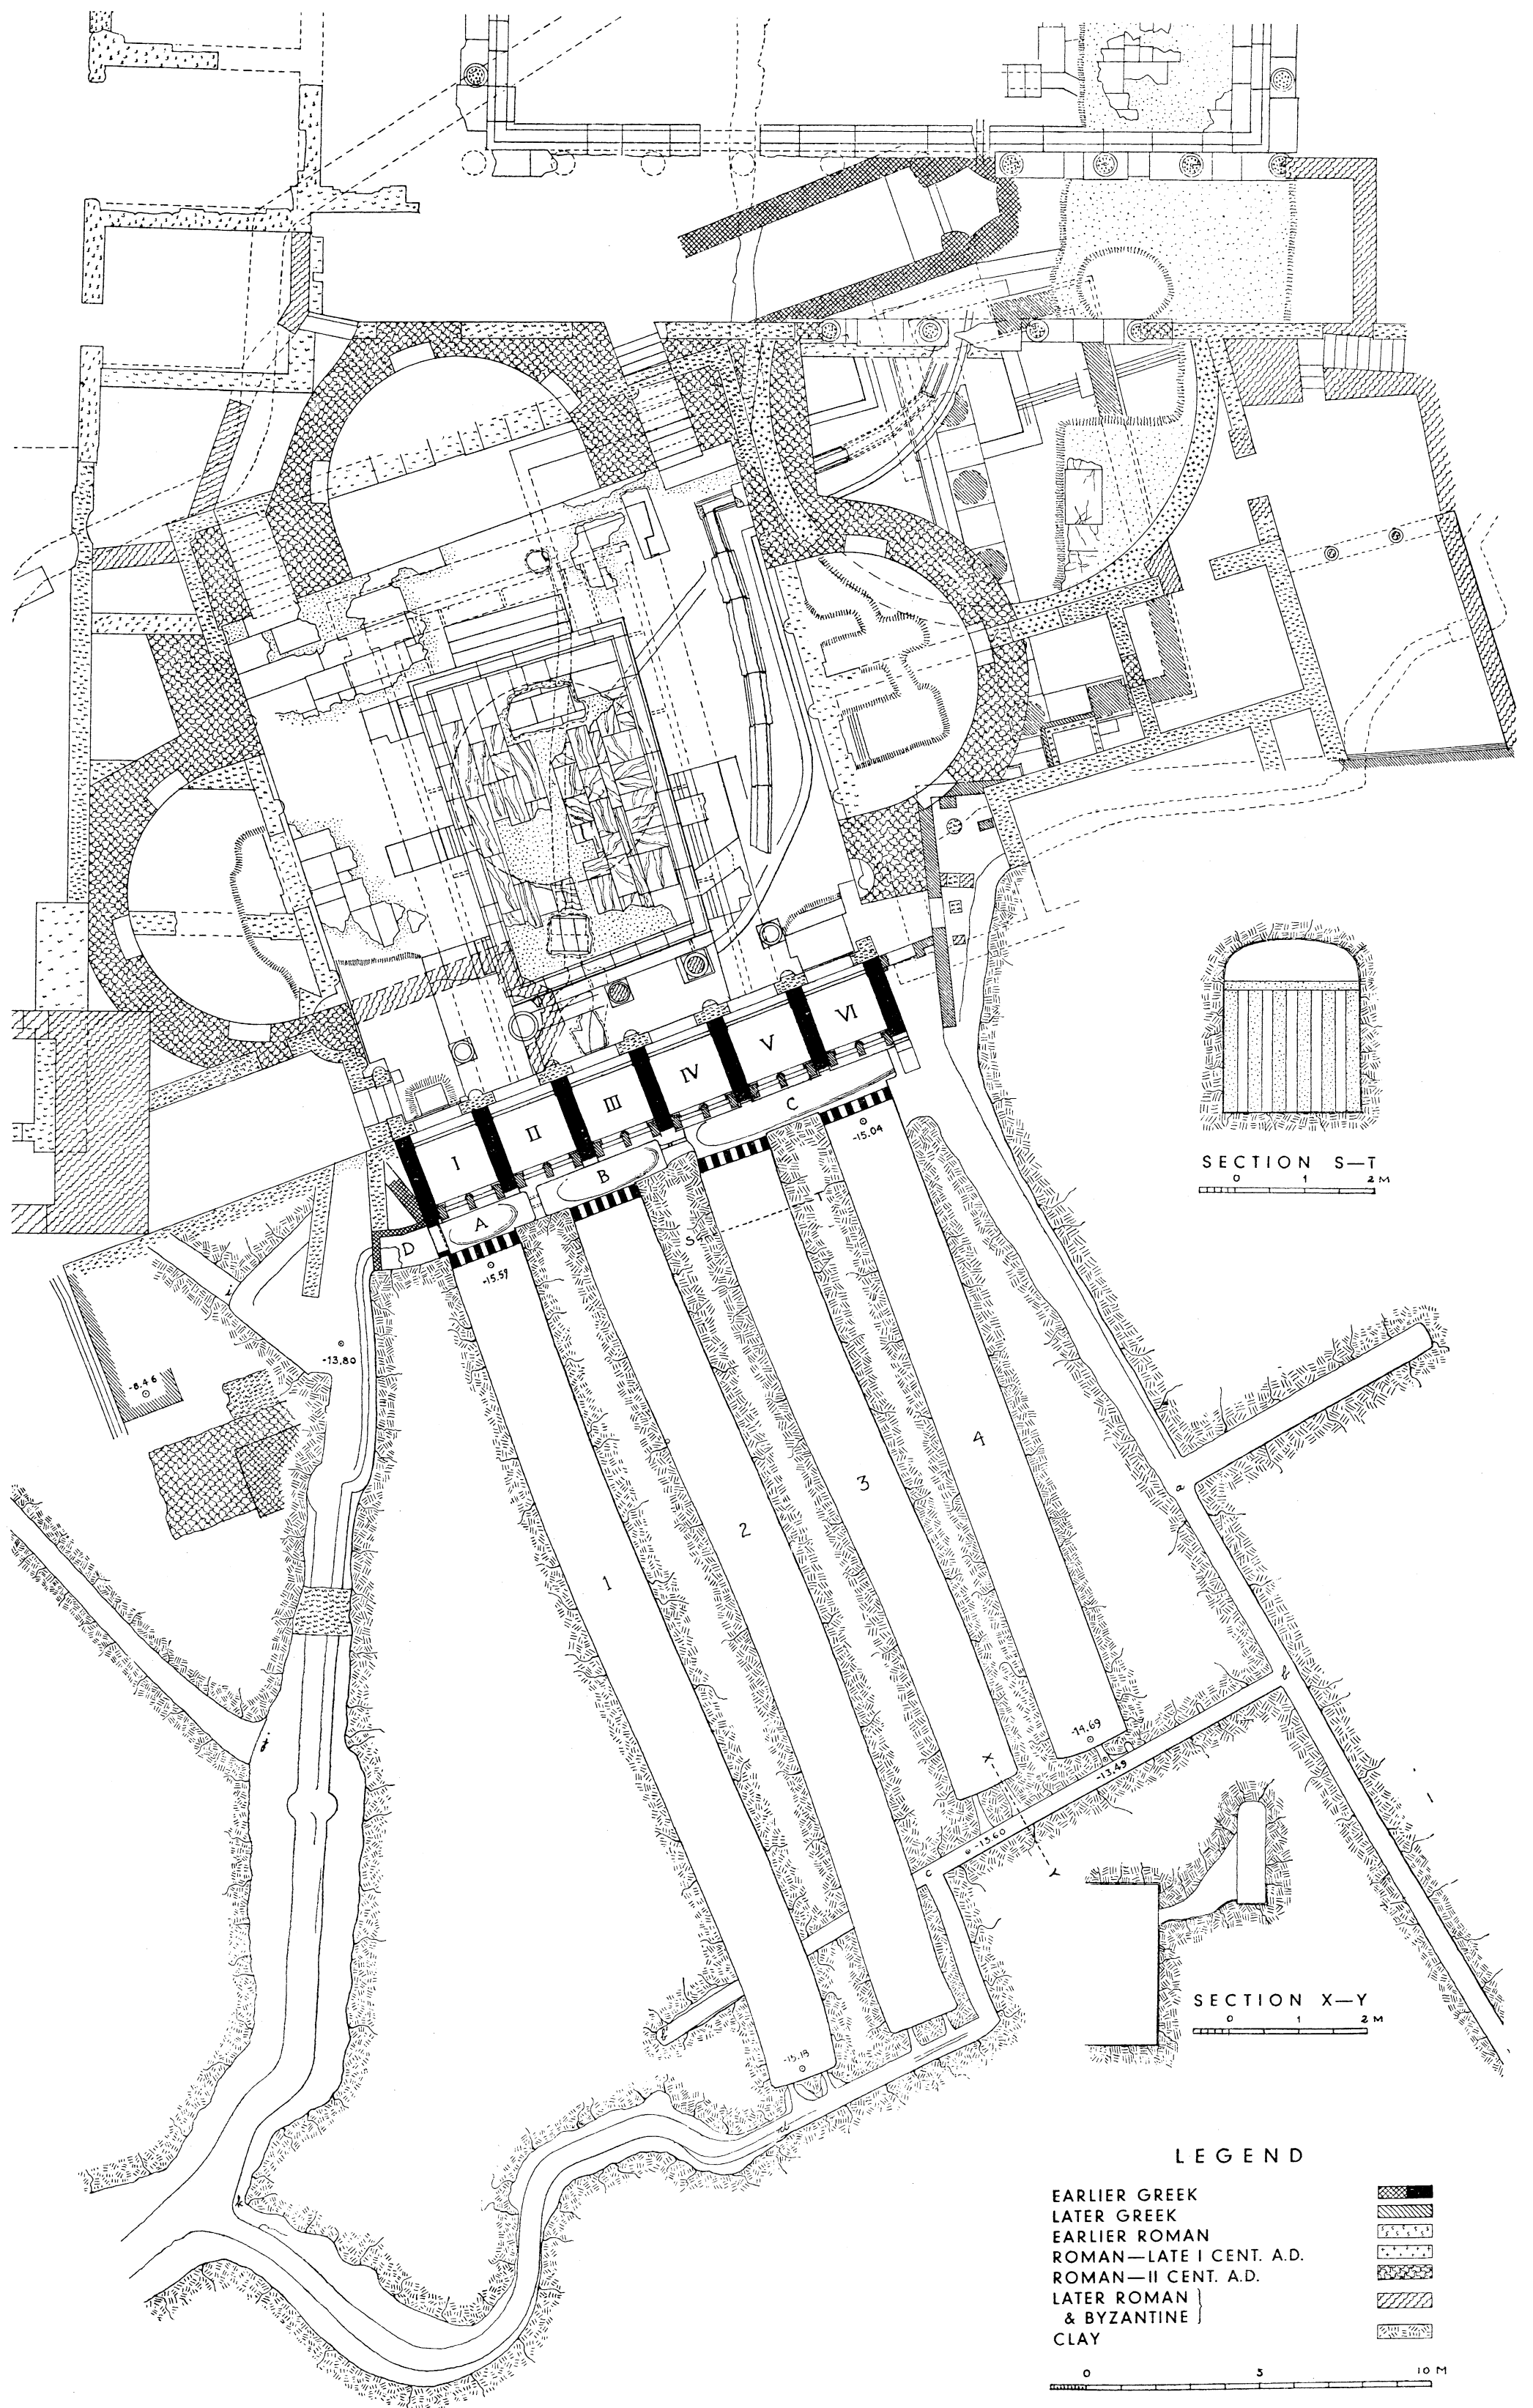 I
II
III
IV
V
VI
A
B
C
D
-15.04
-15.59
S
T
-13.80
-8.46
i
1
2
3
4
a
b
c
d
j
k
X
Y
-14.69
-13.49
-13.60
-15.19
SECTION S—T
0 1 2 M
SECTION X—Y
0 1 2 M
LEGEND
EARLIER GREEK
LATER GREEK
EARLIER ROMAN
ROMAN—LATE I CENT. A.D.
ROMAN—II CENT. A.D.
LATER ROMAN
& BYZANTINE
CLAY
0 5 10 M